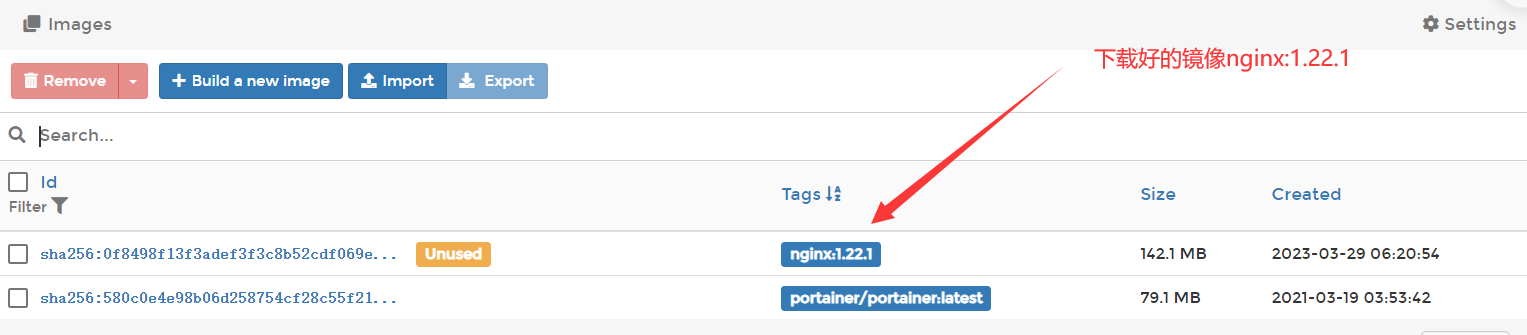 Images
Settings
下载好的镜像nginx:1.22.1
Remove
Build a new image
Import
Export
Search...
Id
Tags
Size
Created
Filter
sha256:0f8498f13f3adef3f3c8b52cdf069e... Unused nginx:1.22.1 142.1 MB 2023-03-29 06:20:54
sha256:580c0e4e98b06d258754cf28c55f21... portainer/portainer:latest 79.1 MB 2021-03-19 03:53:42